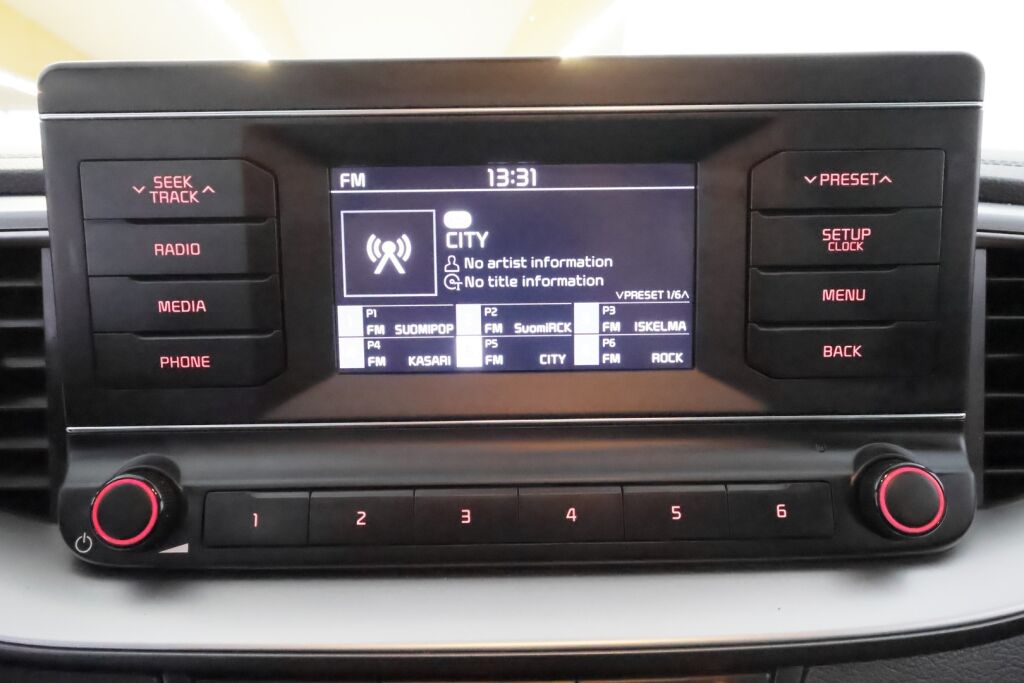 SEEK
TRACK
RADIO
MEDIA
PHONE
FM 13:31
CITY
No artist information
No title information
PRESET 1/6
P1 FM SUOMIPOP
P2 FM SuomiRCK
P3 FM ISKELMA
P4 FM KASARI
P5 FM CITY
P6 FM ROCK
PRESET
SETUP
CLOCK
MENU
BACK
1 2 3 4 5 6